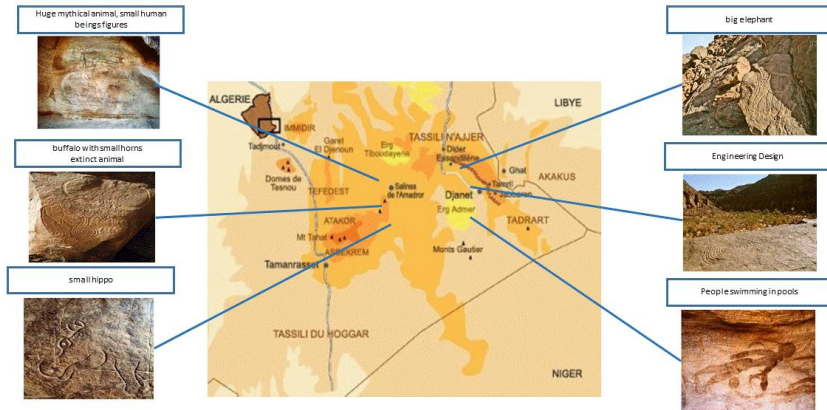 Huge mythical animal, small human
beings figures
big elephant
buffalo with small horns
extinct animal
Engineering Design
small hippo
People swimming in pools
ALGERIE
LIBYE
IMMIDIR
Tadjmout
Garet
El Djenoun
Erg
Tiboudayené
TASSILI N'AJJER
Dider
Essendilène
Ghat
Domes de
Tesnou
TEFEDEST
Salines
de l'Amadror
Tamrit
Jabbaren
AKAKUS
Djanet
Erg Admer
ATAKOR
TADRART
Mt Tahat
ASSEKREM
Monts Gautier
Tamanrasset
TASSILI DU HOGGAR
NIGER